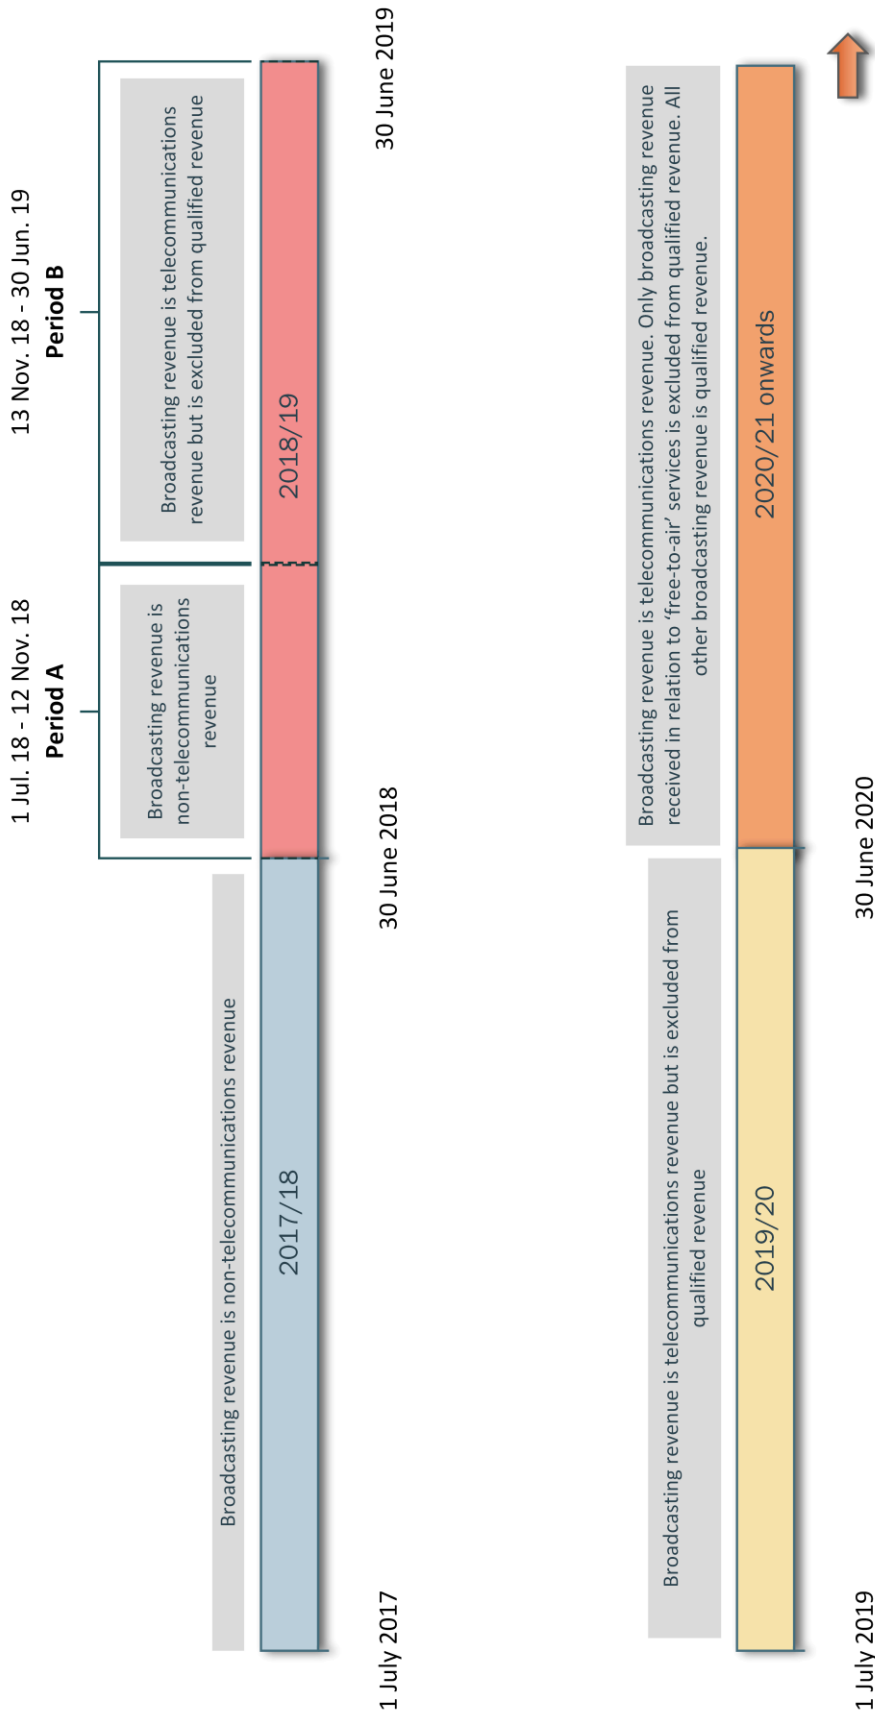 1 Jul. 18 - 12 Nov. 18
Period A
13 Nov. 18 - 30 Jun. 19
Period B
Broadcasting revenue is non-telecommunications revenue
Broadcasting revenue is
non-telecommunications
revenue
Broadcasting revenue is telecommunications
revenue but is excluded from qualified revenue
2017/18
2018/19
1 July 2017
30 June 2018
30 June 2019
Broadcasting revenue is telecommunications revenue but is excluded from
qualified revenue
Broadcasting revenue is telecommunications revenue. Only broadcasting revenue
received in relation to ‘free-to-air’ services is excluded from qualified revenue. All
other broadcasting revenue is qualified revenue.
2019/20
2020/21 onwards
1 July 2019
30 June 2020